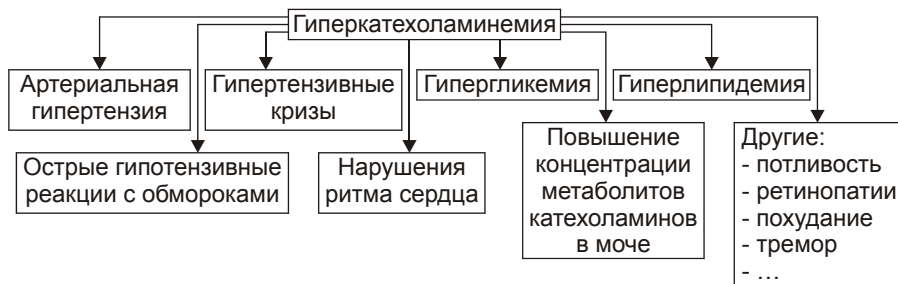 Гиперкатехоламинемия
Артериальная
гипертензия
Гипертензивные
кризы
Гипергликемия
Гиперлипидемия
Острые гипотензивные
реакции с обмороками
Нарушения
ритма сердца
Повышение
концентрации
метаболитов
катехоламинов
в моче
Другие:
- потливость
- ретинопатии
- похудание
- тремор
- …